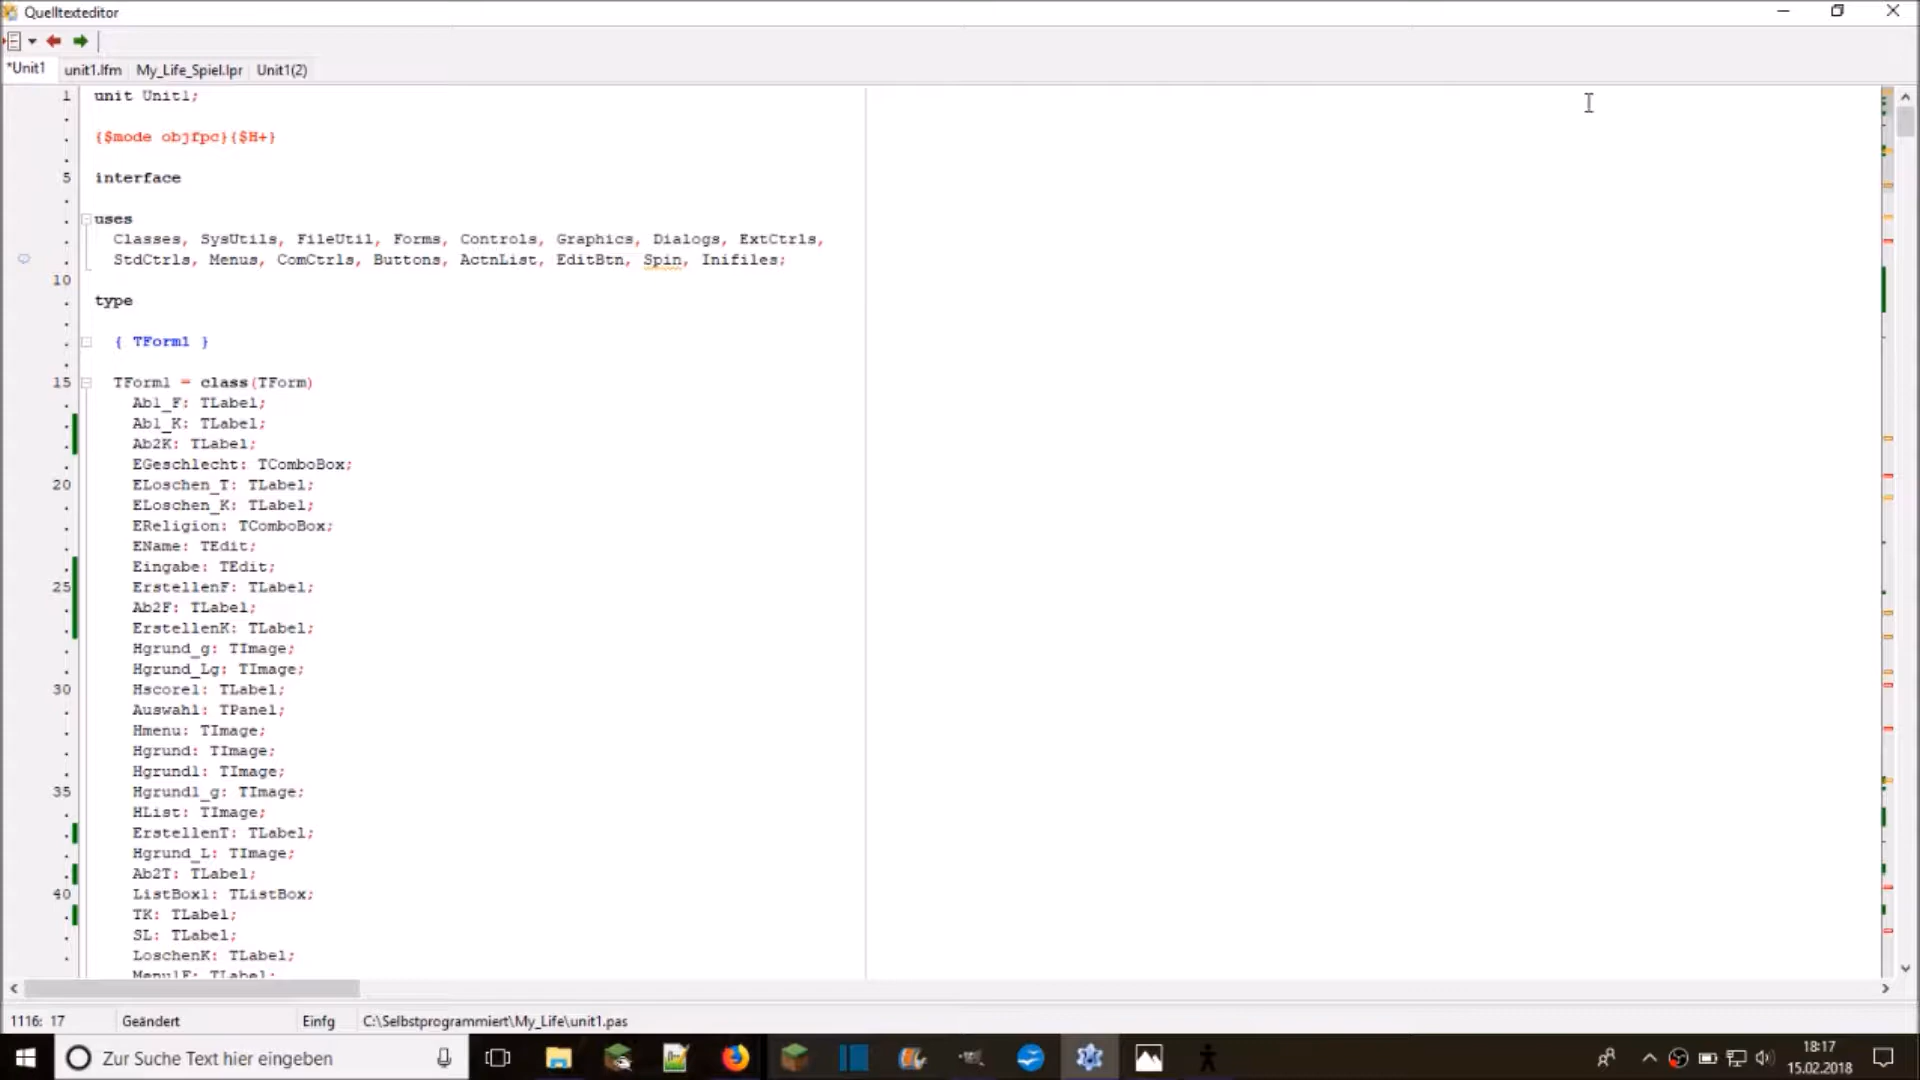 Quelltexteditor
*Unit1 unit1.lfm My_Life_Spiel.lpr Unit1(2)
1 unit Unit1;
{$mode objfpc}{$H+}
5 interface
uses
Classes, SysUtils, FileUtil, Forms, Controls, Graphics, Dialogs, ExtCtrls,
StdCtrls, Menus, ComCtrls, Buttons, ActnList, EditBtn, Spin, Inifiles;
10
type
{ TForm1 }
15 TForm1 = class(TForm)
Ab1_F: TLabel;
Ab1_K: TLabel;
Ab2K: TLabel;
EGeschlecht: TComboBox;
20 ELoschen_T: TLabel;
ELoschen_K: TLabel;
EReligion: TComboBox;
EName: TEdit;
Eingabe: TEdit;
25 ErstellenF: TLabel;
Ab2F: TLabel;
ErstellenK: TLabel;
Hgrund_g: TImage;
Hgrund_Lg: TImage;
30 Hscore1: TLabel;
Auswahl: TPanel;
Hmenu: TImage;
Hgrund: TImage;
Hgrund1: TImage;
35 Hgrund1_g: TImage;
HList: TImage;
ErstellenT: TLabel;
Hgrund_L: TImage;
Ab2T: TLabel;
40 ListBox1: TListBox;
TK: TLabel;
SL: TLabel;
LoschenK: TLabel;
Menu1F: TLabel;
1116: 17 Geändert Einfg C:\Selbstprogrammiert\My_Life\unit1.pas
Zur Suche Text hier eingeben
18:17
15.02.2018